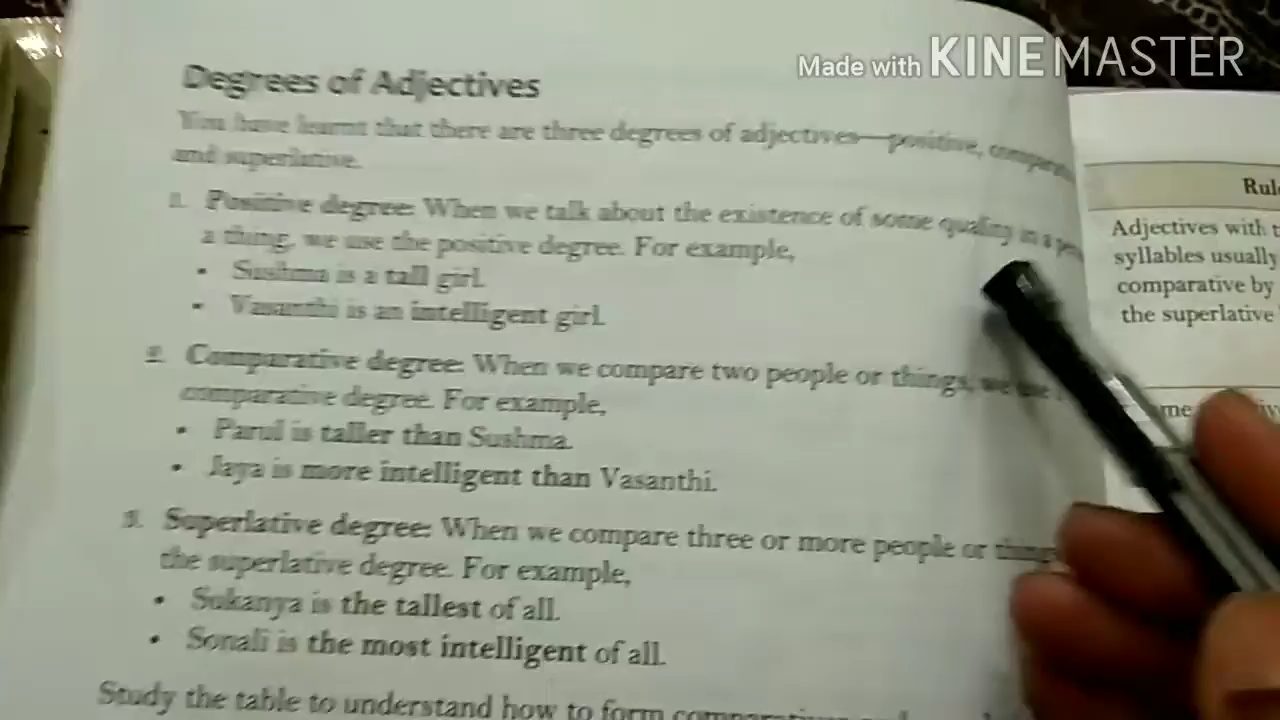 Made with KINEMASTER
Degrees of Adjectives
You have learnt that there are three degrees of adjectives—positive,
and superlative.
1. Positive degree: When we talk about the existence of some quality in a
a thing, we use the positive degree. For example,
• Sushma is a tall girl.
• Vasanthi is an intelligent girl.
2. Comparative degree: When we compare two people or things, we use
comparative degree. For example,
• Parul is taller than Sushma.
• Jaya is more intelligent than Vasanthi.
3. Superlative degree: When we compare three or more people or things
the superlative degree. For example,
• Sukanya is the tallest of all.
• Sonali is the most intelligent of all.
Study the table to understand how to form
Adjectives with
syllables usually
comparative by
the superlative